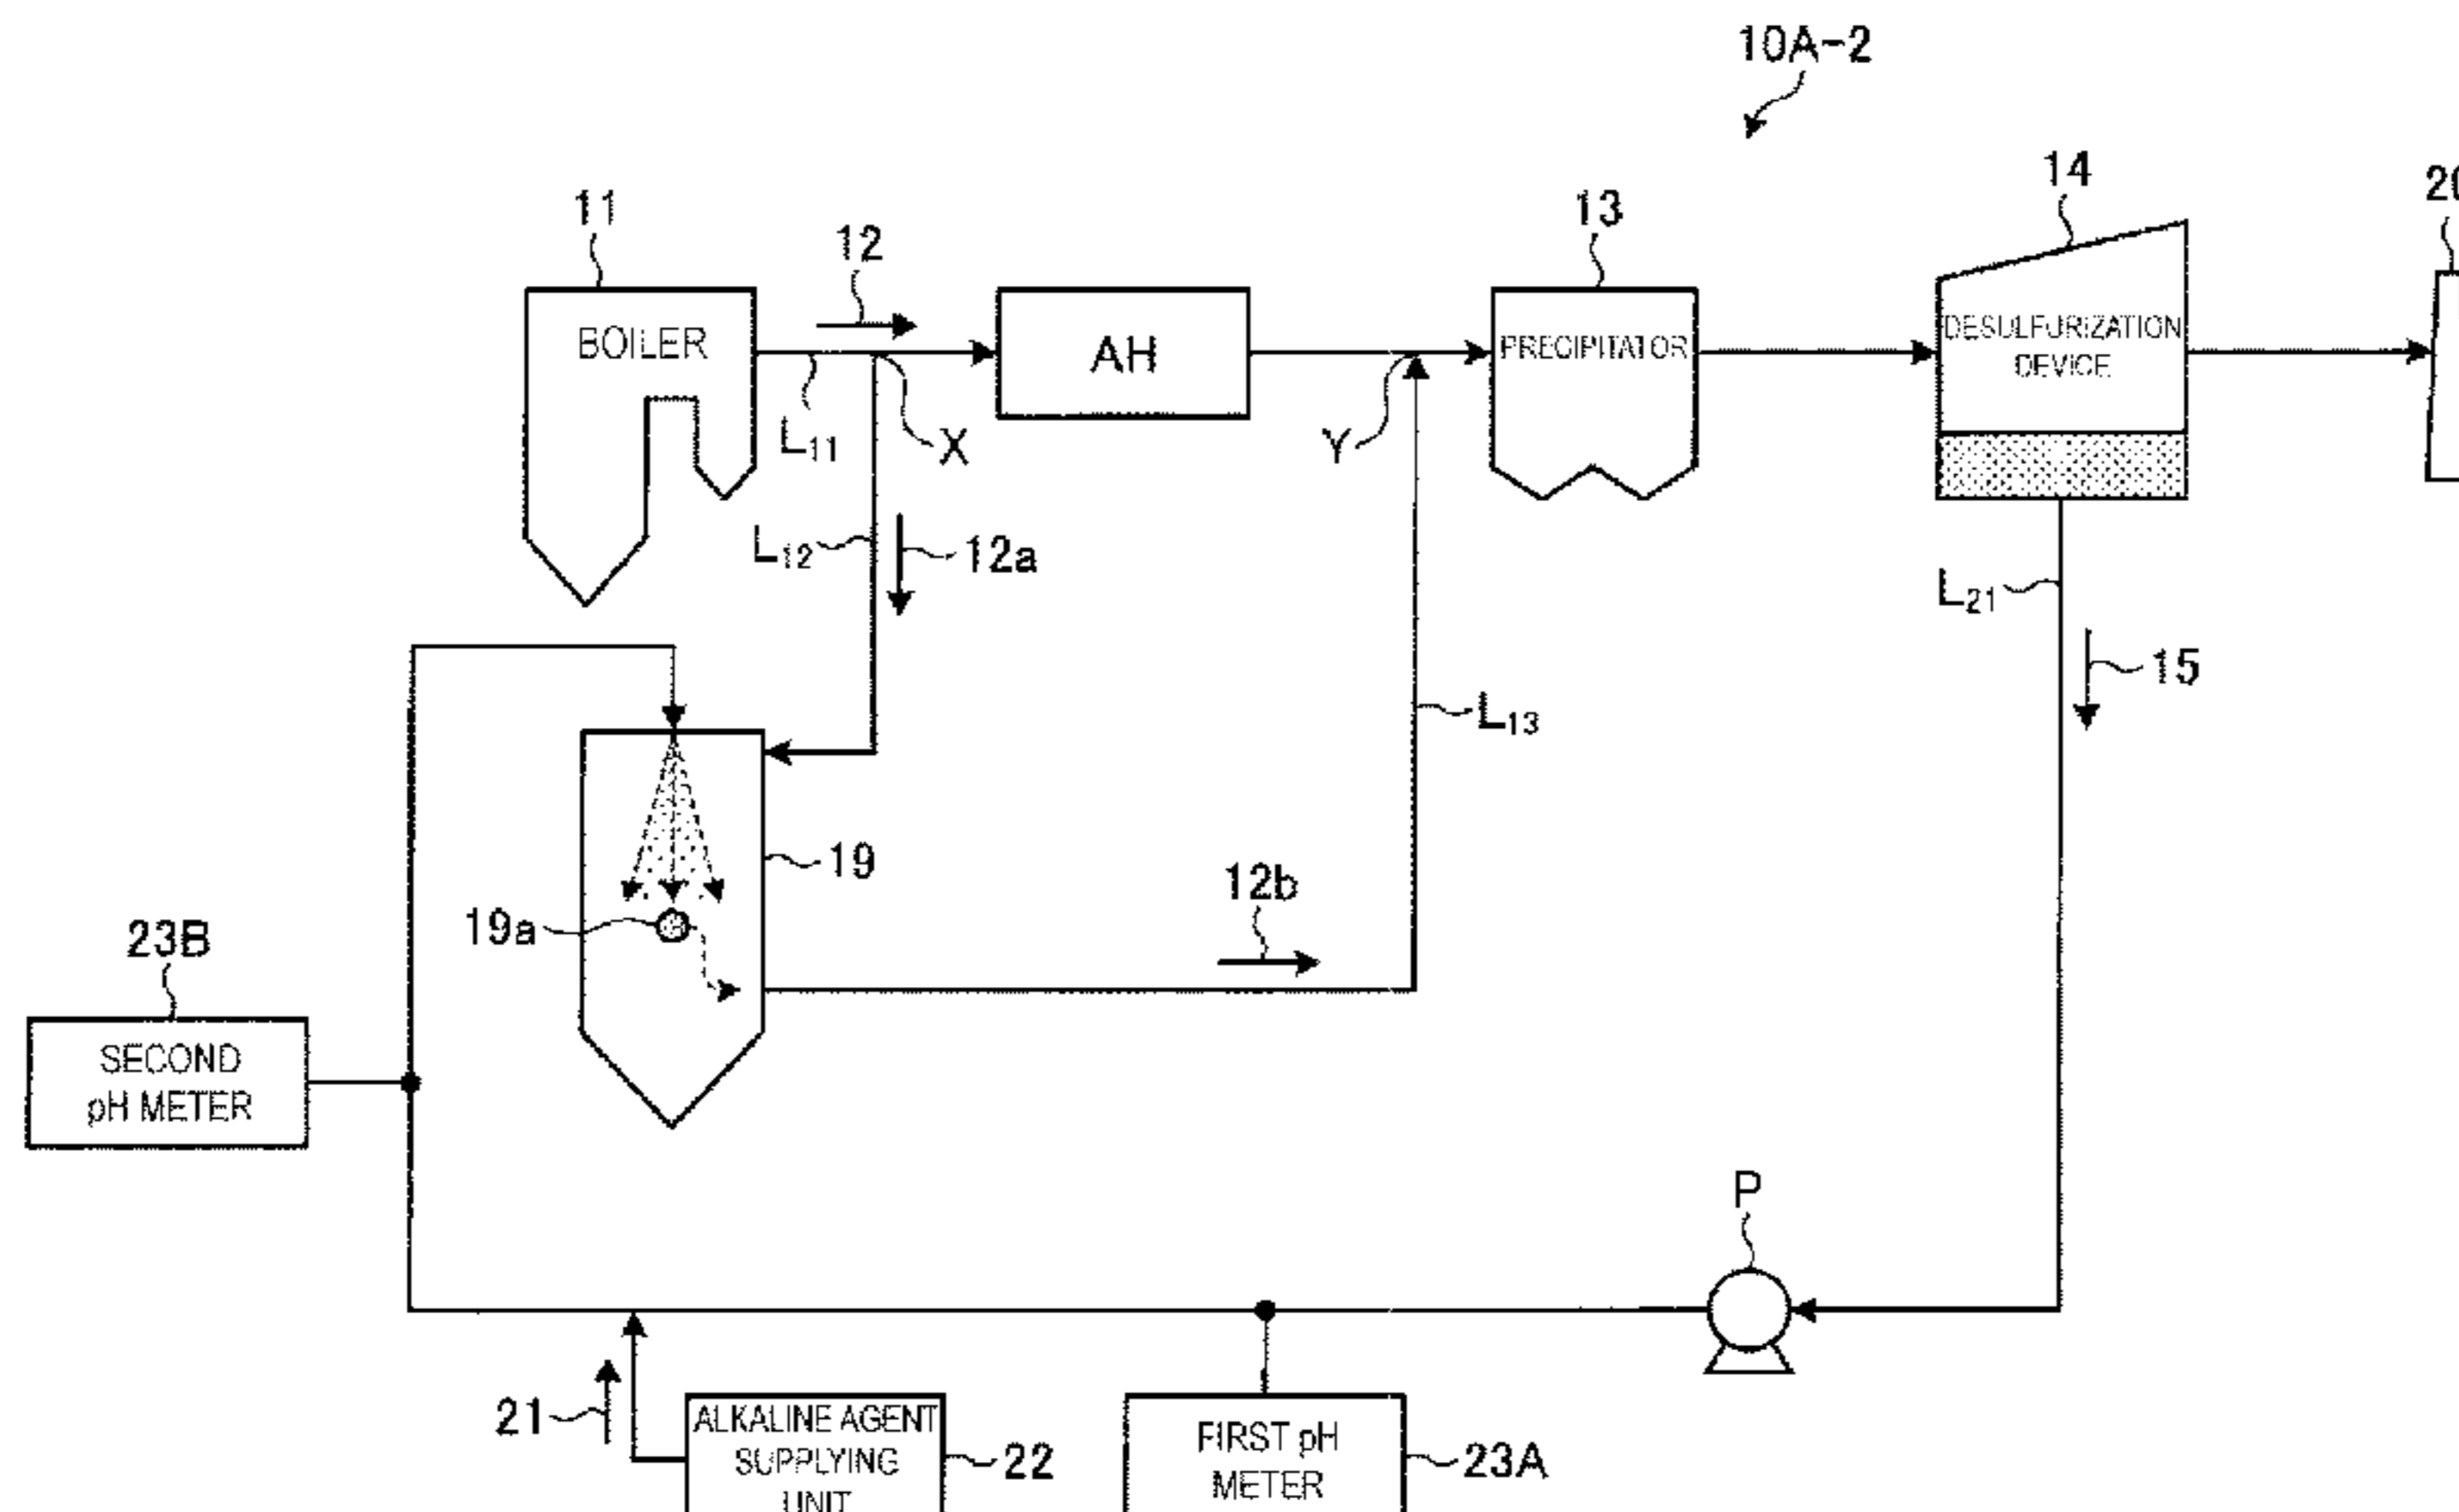 10A-2
14
11
13
12
BOILER
AH
PRECIPITATOR
DESULFURIZATION
DEVICE
L11
X
Y
L12
12a
L21
15
L13
19
12b
19a
23B
SECOND
pH METER
P
21
ALKALINE AGENT
SUPPLYING
UNIT
22
FIRST pH
METER
23A